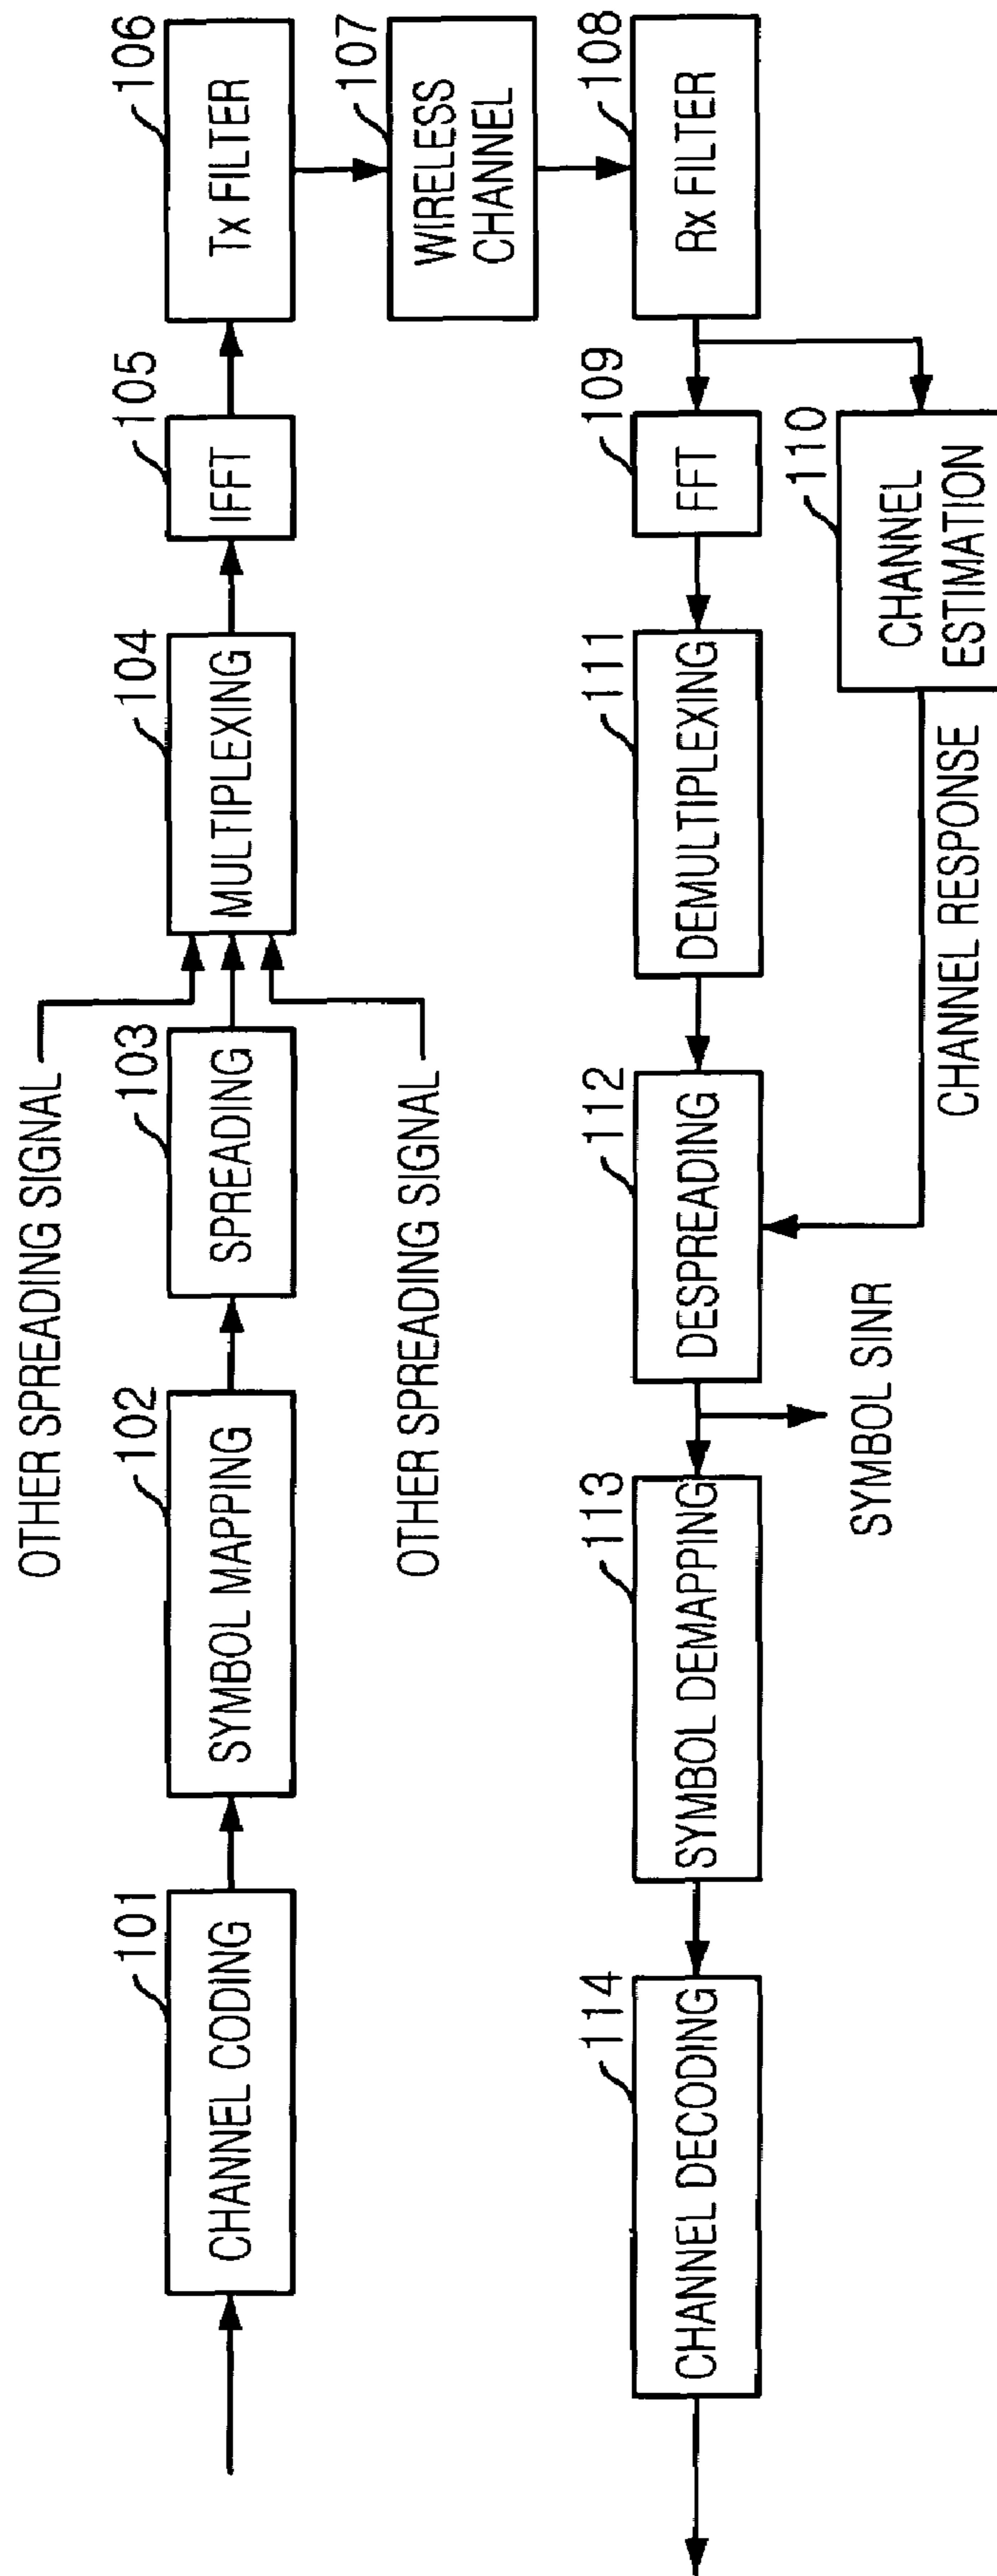 OTHER SPREADING SIGNAL
101
CHANNEL CODING
102
SYMBOL MAPPING
103
SPREADING
104
MULTIPLEXING
105
IFFT
106
Tx FILTER
OTHER SPREADING SIGNAL
107
WIRELESS
CHANNEL
114
CHANNEL DECODING
113
SYMBOL DEMAPPING
112
DESPREADING
111
DEMULTIPLEXING
109
FFT
108
Rx FILTER
SYMBOL SINR
CHANNEL RESPONSE
110
CHANNEL
ESTIMATION